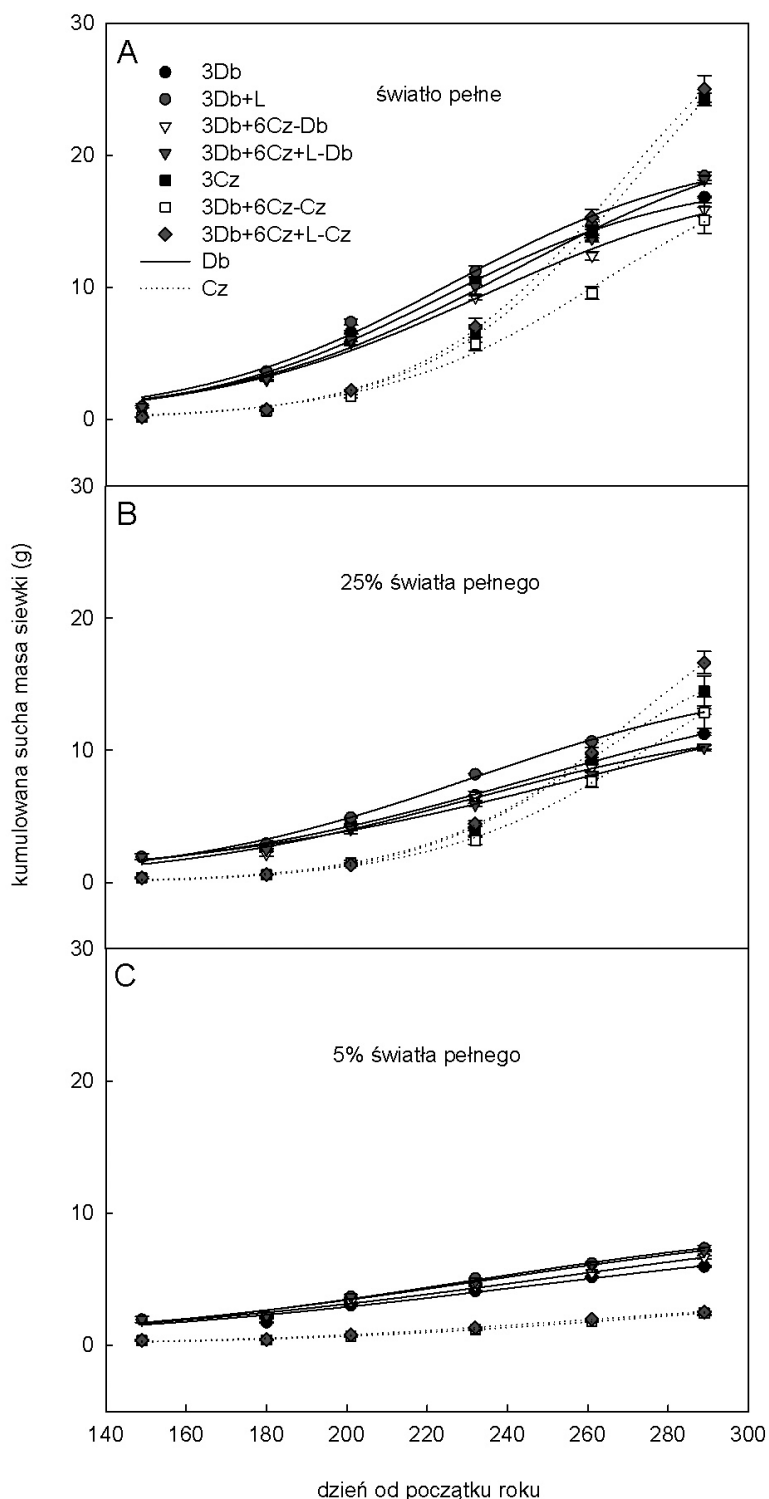 30
A
3Db
3Db+L
światło pełne
3Db+6Cz-Db
20
3Db+6Cz+L-Db
3Cz
3Db+6Cz-Cz
3Db+6Cz+L-Cz
10
Db
Cz
0
30
B
25% światła pełnego
20
kumulowana sucha masa siewki (g)
10
0
30
C
5% światła pełnego
20
10
0
140 160 180 200 220 240 260 280 300
dzień od początku roku